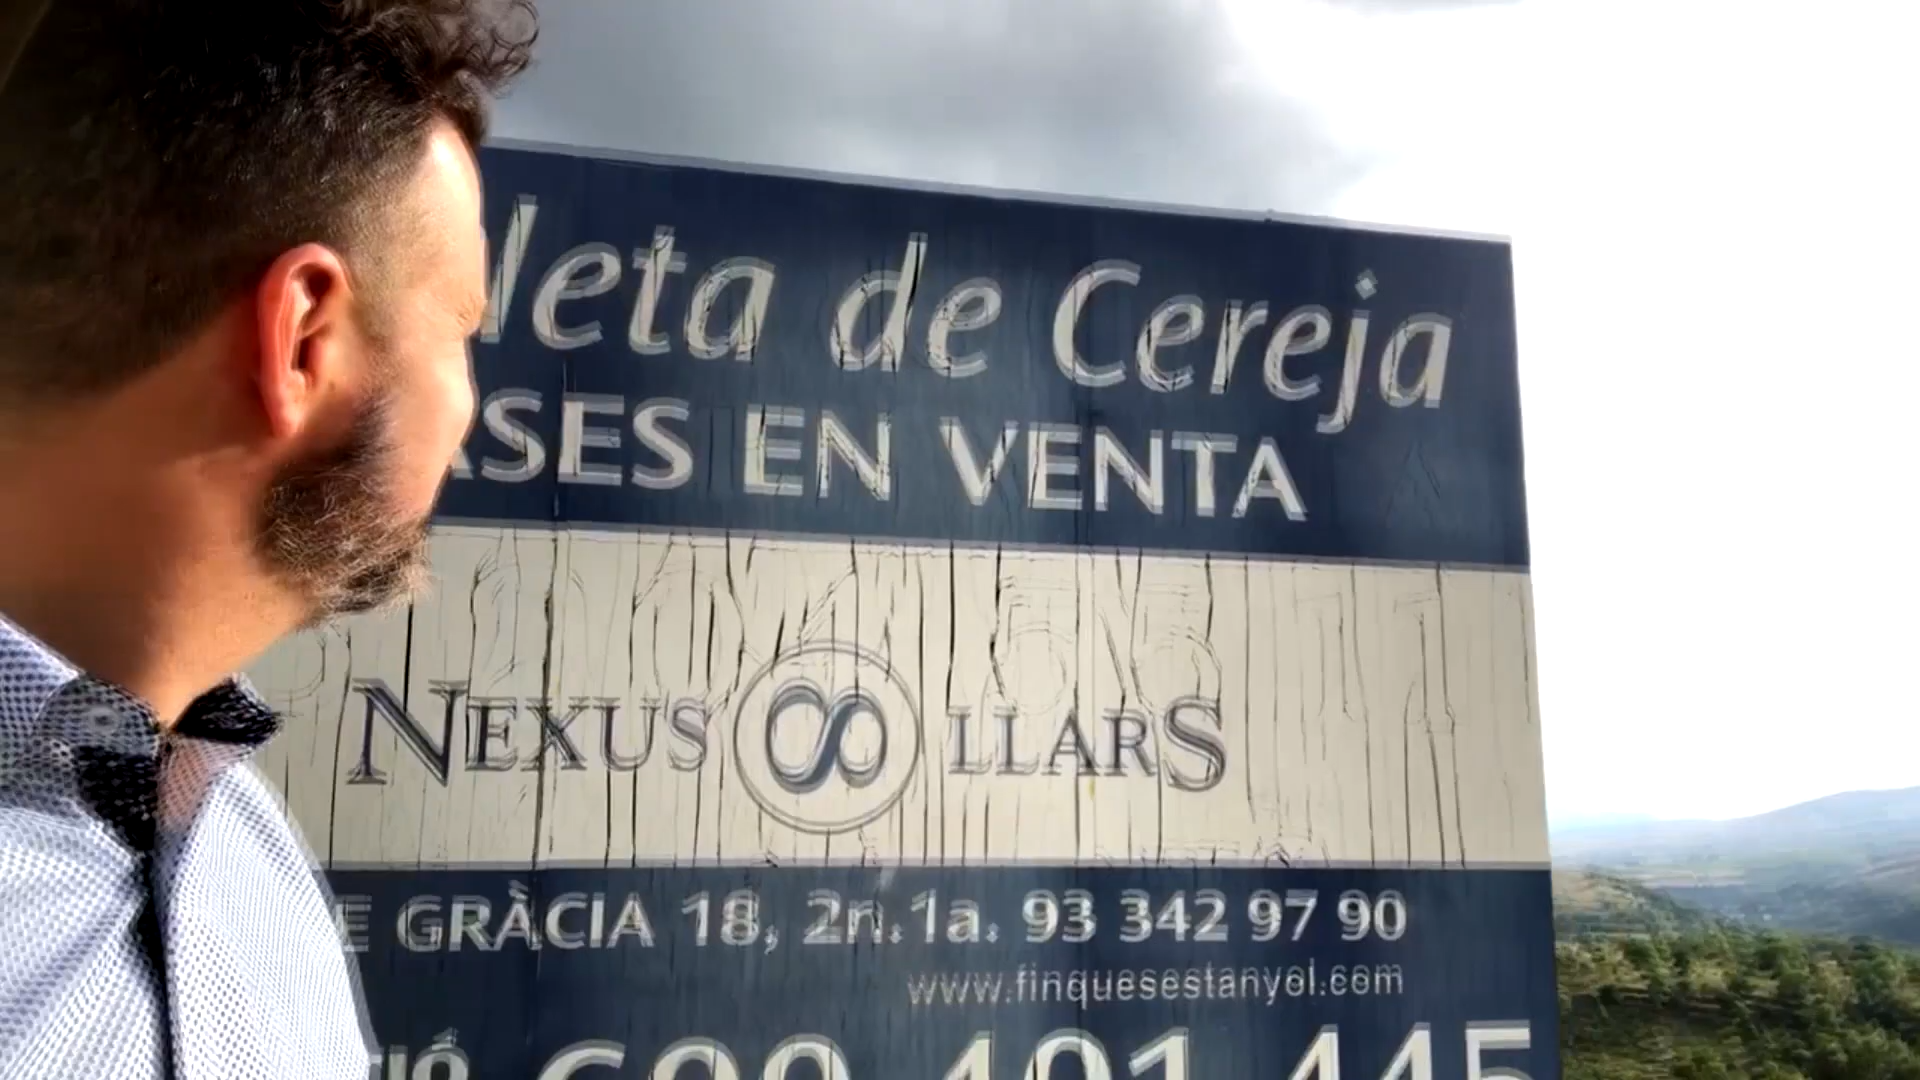 leta de Cereja
ASES EN VENTA
NEXUS LLARS
E GRÀCIA 18, 2n.1a. 93 342 97 90
www.finquesestanyol.com